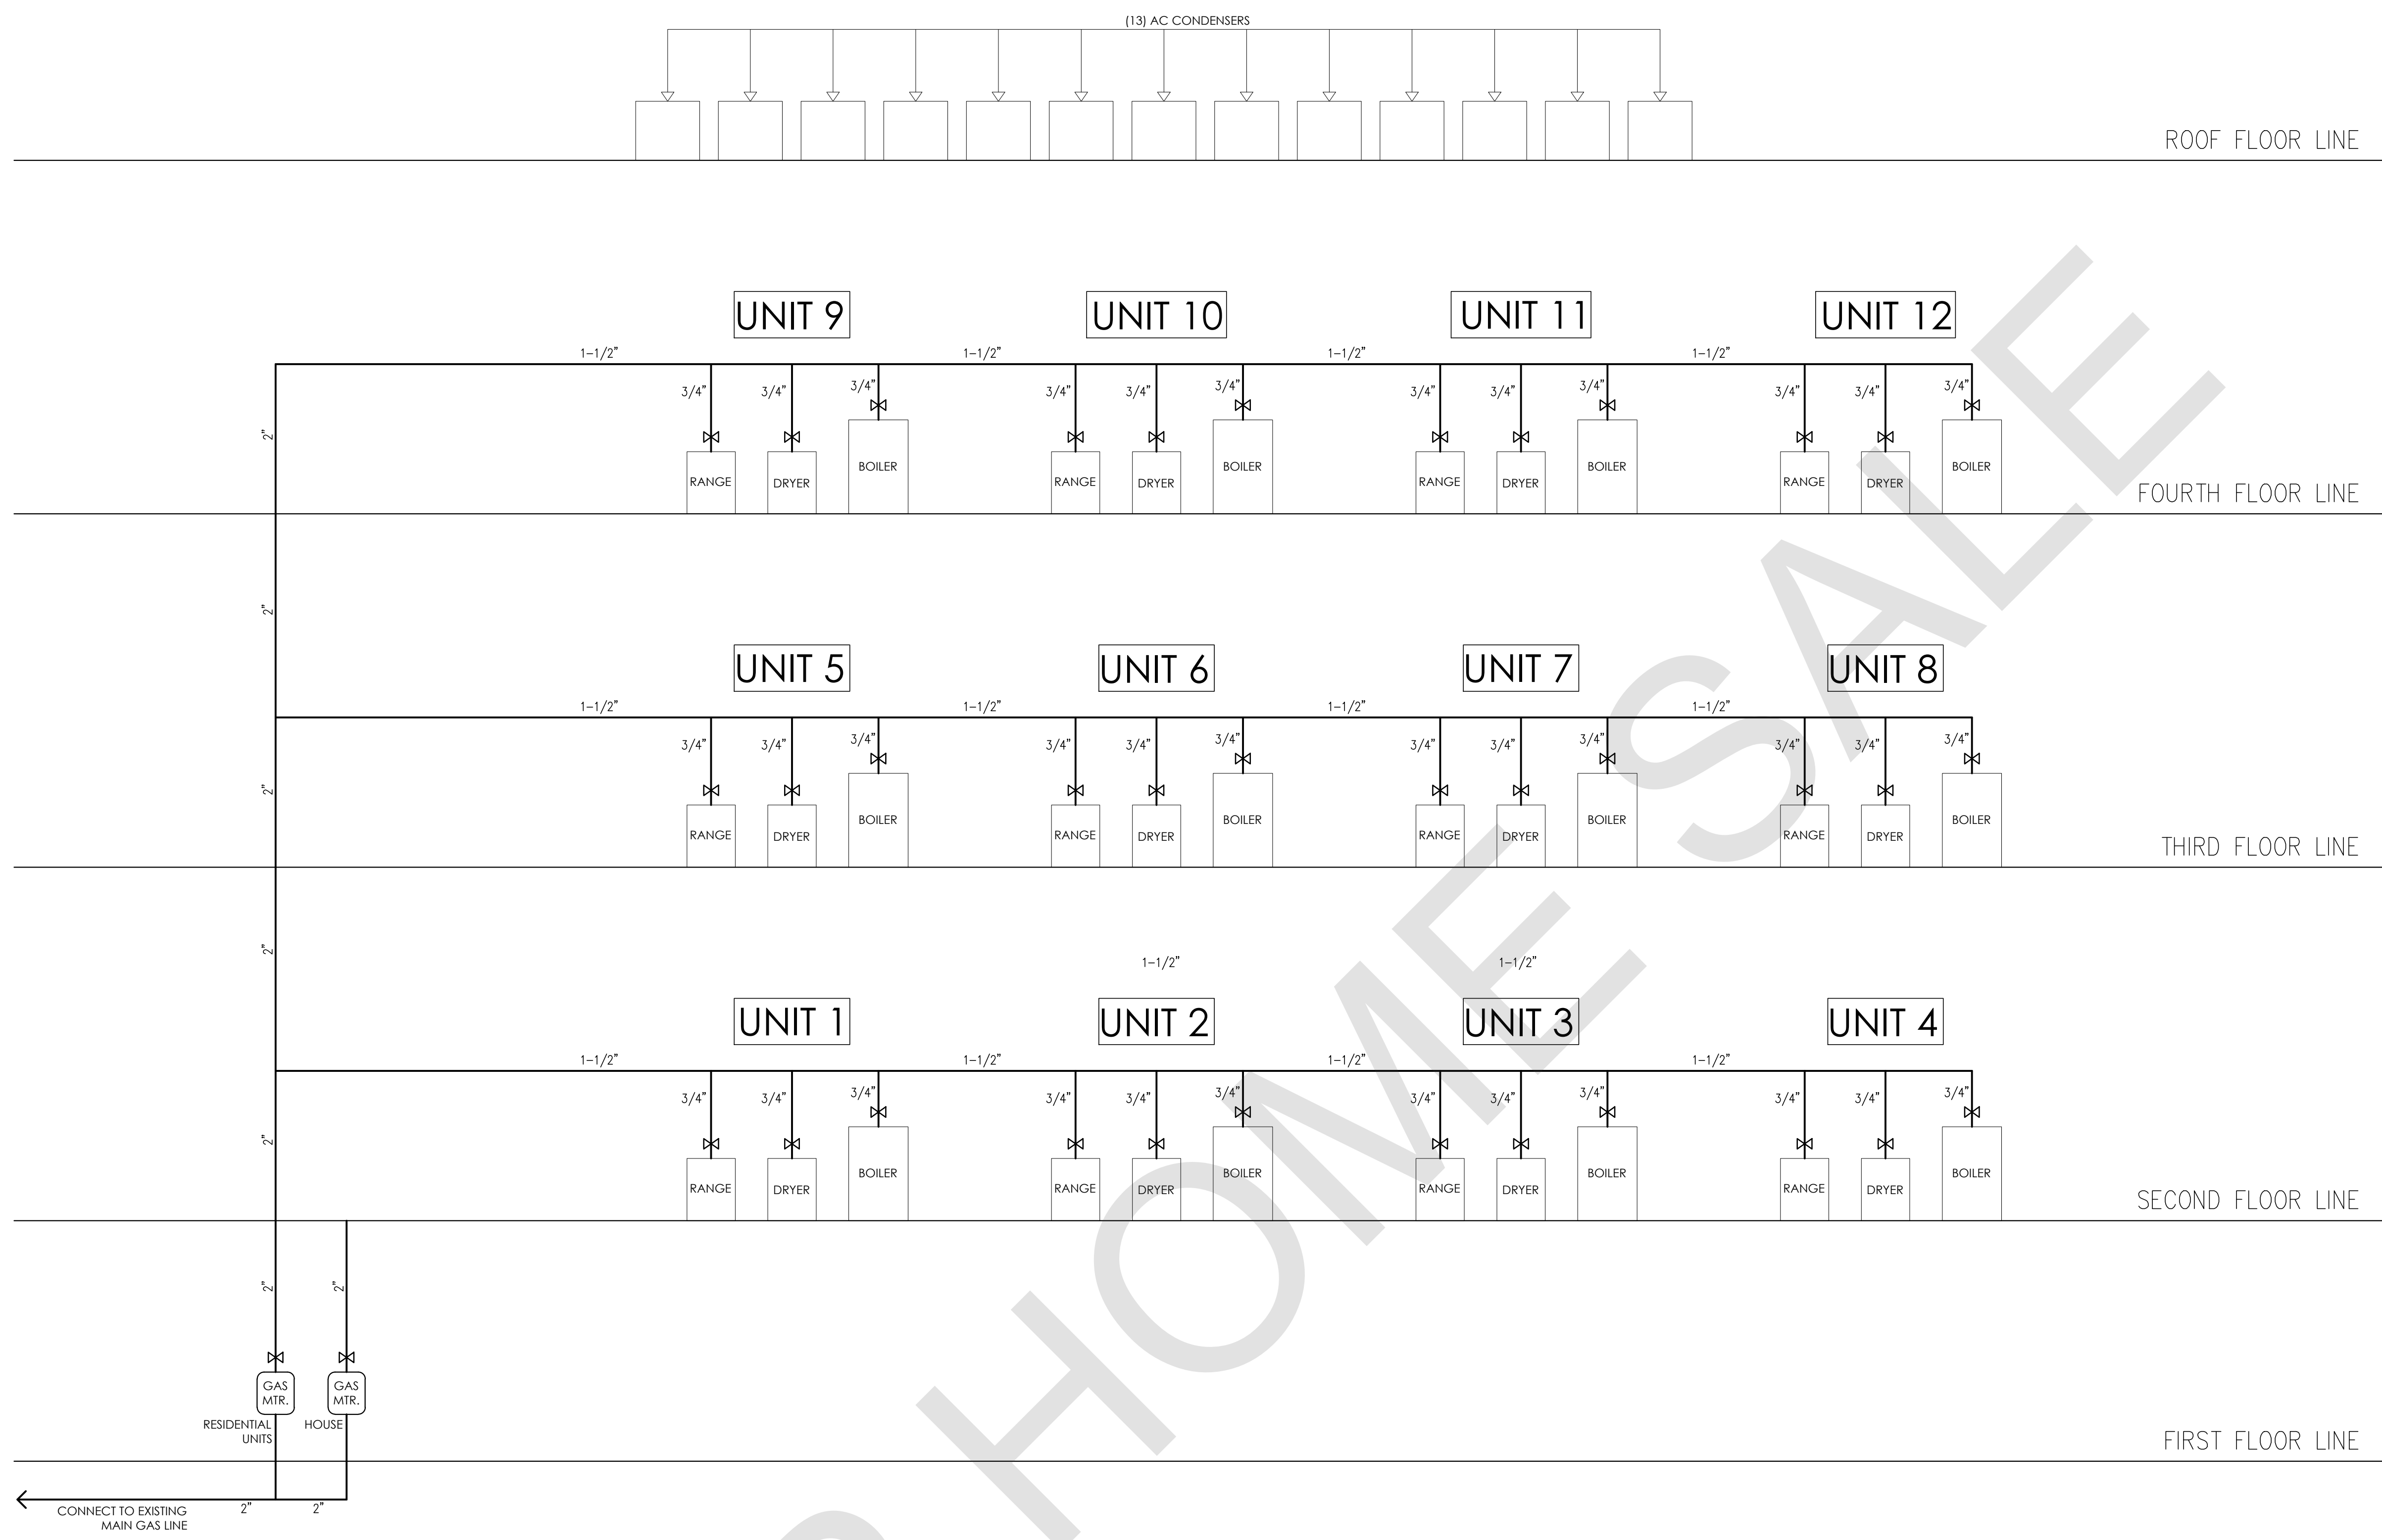 (13) AC CONDENSERS
ROOF FLOOR LINE
UNIT 9 UNIT 10 UNIT 11 UNIT 12
1-1/2" 1-1/2" 1-1/2" 1-1/2"
3/4" 3/4" 3/4" 3/4" 3/4" 3/4" 3/4" 3/4" 3/4" 3/4" 3/4" 3/4"
2"
RANGE DRYER BOILER RANGE DRYER BOILER RANGE DRYER BOILER RANGE DRYER BOILER
FOURTH FLOOR LINE
2"
UNIT 5 UNIT 6 UNIT 7 UNIT 8
1-1/2" 1-1/2" 1-1/2" 1-1/2"
3/4" 3/4" 3/4" 3/4" 3/4" 3/4" 3/4" 3/4" 3/4" 3/4" 3/4" 3/4"
2"
RANGE DRYER BOILER RANGE DRYER BOILER RANGE DRYER BOILER RANGE DRYER BOILER
THIRD FLOOR LINE
2"
1-1/2" 1-1/2"
UNIT 1 UNIT 2 UNIT 3 UNIT 4
1-1/2" 1-1/2" 1-1/2" 1-1/2"
3/4" 3/4" 3/4" 3/4" 3/4" 3/4" 3/4" 3/4" 3/4" 3/4" 3/4" 3/4"
2"
RANGE DRYER BOILER RANGE DRYER BOILER RANGE DRYER BOILER RANGE DRYER BOILER
SECOND FLOOR LINE
2" 2"
GAS MTR. GAS MTR.
RESIDENTIAL UNITS HOUSE
FIRST FLOOR LINE
CONNECT TO EXISTING
MAIN GAS LINE
2" 2"
HOME SALE